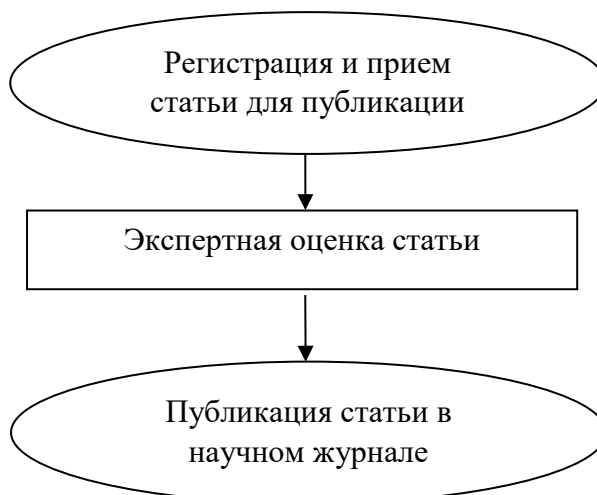 Регистрация и прием
статьи для публикации
Экспертная оценка статьи
Публикация статьи в
научном журнале